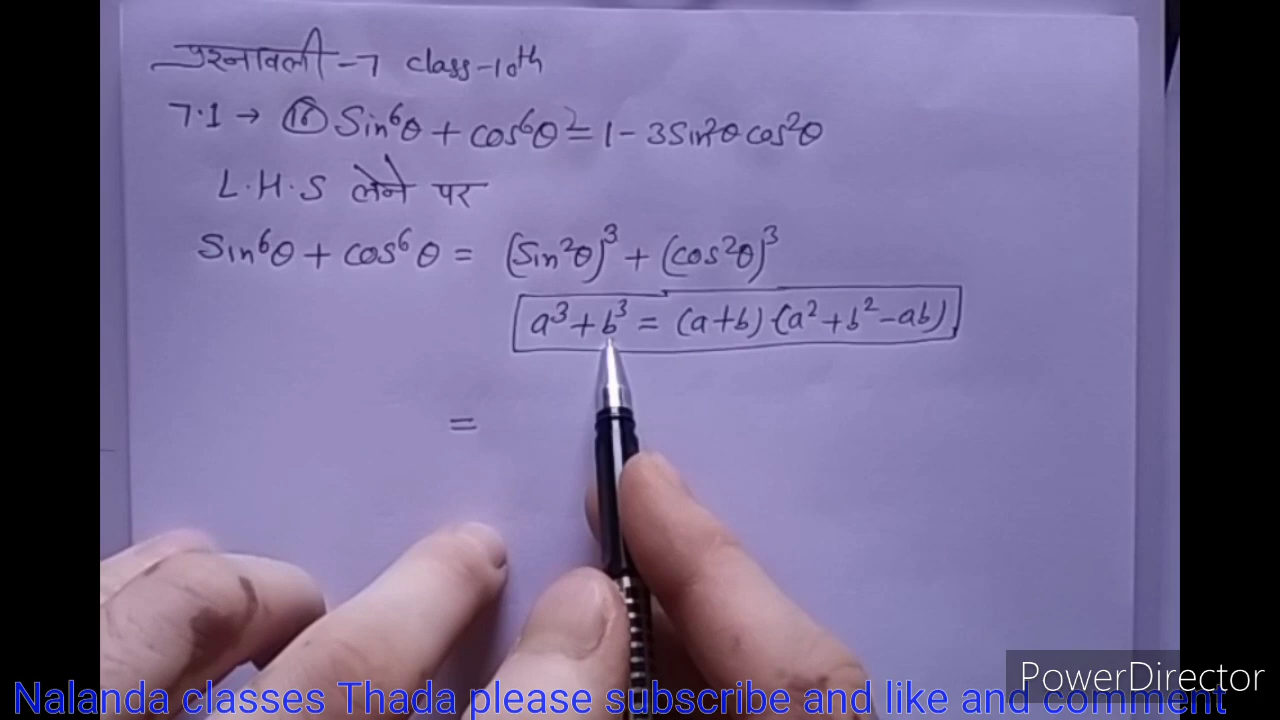 प्रश्नावली-7 class-10th
7.1 → (16) Sin⁶θ + cos⁶θ = 1 - 3Sin²θ cos²θ
L.H.S लेने पर
Sin⁶θ + cos⁶θ = (Sin²θ)³ + (cos²θ)³
a³ + b³ = (a+b) (a² + b² - ab)
=
PowerDirector
Nalanda classes Thada please subscribe and like and comment